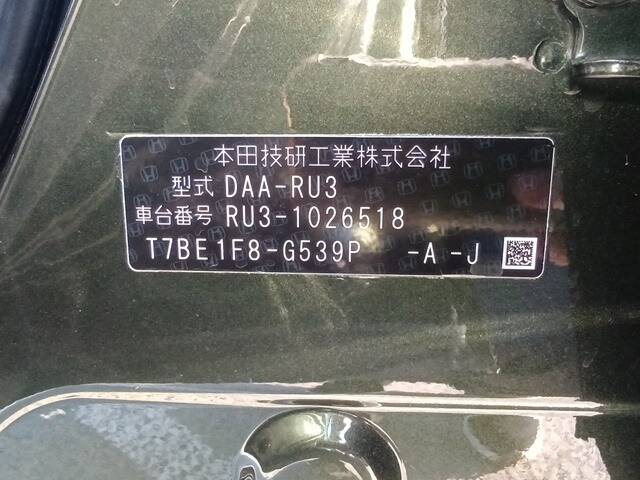 本田技研工業株式会社
型式 DAA-RU3
車台番号 RU3-1026518
T7BE1F8-G539P -A-J